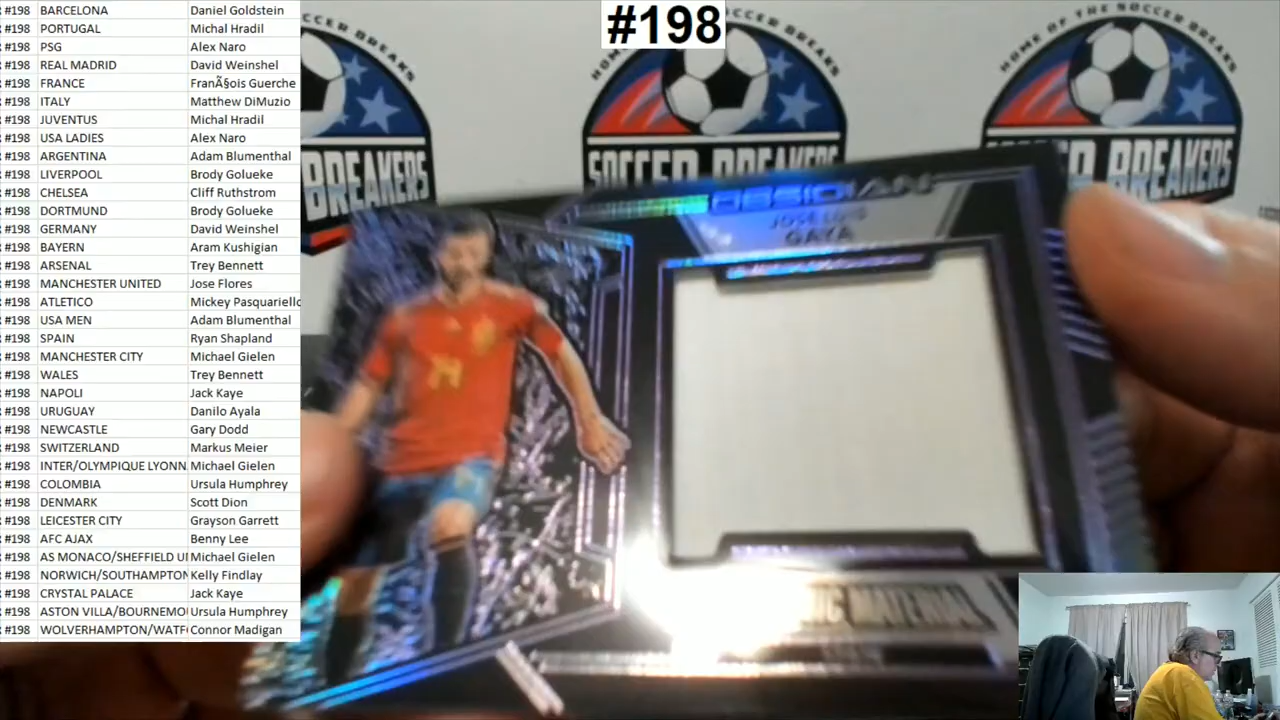 #198 BARCELONA Daniel Goldstein
#198 PORTUGAL Michal Hradil
#198 PSG Alex Naro
#198 REAL MADRID David Weinshel
#198 FRANCE FranÃ§ois Guerche
#198 ITALY Matthew DiMuzio
#198 JUVENTUS Michal Hradil
#198 USA LADIES Alex Naro
#198 ARGENTINA Adam Blumenthal
#198 LIVERPOOL Brody Golueke
#198 CHELSEA Cliff Ruthstrom
#198 DORTMUND Brody Golueke
#198 GERMANY David Weinshel
#198 BAYERN Aram Kushigian
#198 ARSENAL Trey Bennett
#198 MANCHESTER UNITED Jose Flores
#198 ATLETICO Mickey Pasquariello
#198 USA MEN Adam Blumenthal
#198 SPAIN Ryan Shapland
#198 MANCHESTER CITY Michael Gielen
#198 WALES Trey Bennett
#198 NAPOLI Jack Kaye
#198 URUGUAY Danilo Ayala
#198 NEWCASTLE Gary Dodd
#198 SWITZERLAND Markus Meier
#198 INTER/OLYMPIQUE LYONN Michael Gielen
#198 COLOMBIA Ursula Humphrey
#198 DENMARK Scott Dion
#198 LEICESTER CITY Grayson Garrett
#198 AFC AJAX Benny Lee
#198 AS MONACO/SHEFFIELD U Michael Gielen
#198 NORWICH/SOUTHAMPTON Kelly Findlay
#198 CRYSTAL PALACE Jack Kaye
#198 ASTON VILLA/BOURNEMO Ursula Humphrey
#198 WOLVERHAMPTON/WATF Connor Madigan
#198
SOCCER BREAKS
HOME OF THE SOCCER BREAKS
BREAKERS
SOCCER BREAKERS
BREAKERS
OBSIDIAN
JOSE LUIS
GAYA
14
MATERIAL